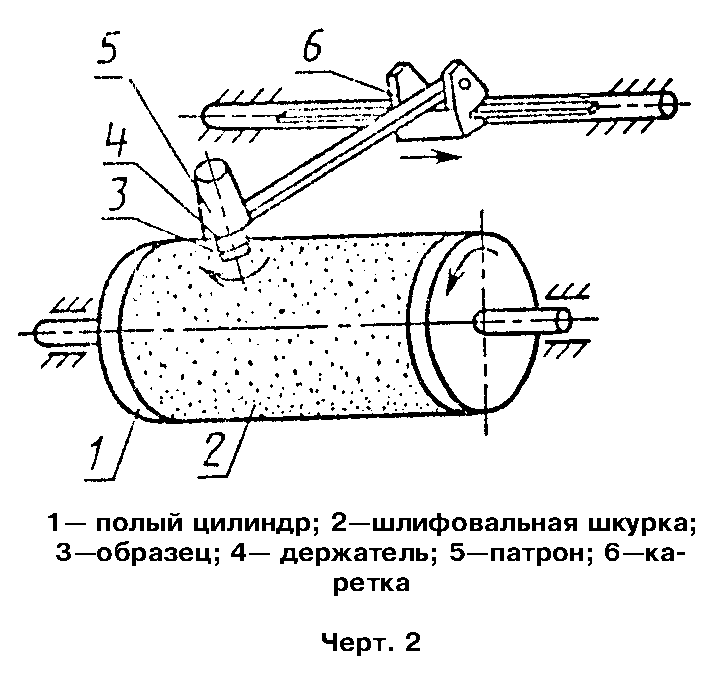 5
6
4
3
1
2
1— полый цилиндр; 2—шлифовальная шкурка;
3—образец; 4— держатель; 5—патрон; 6—ка-
ретка
Черт. 2